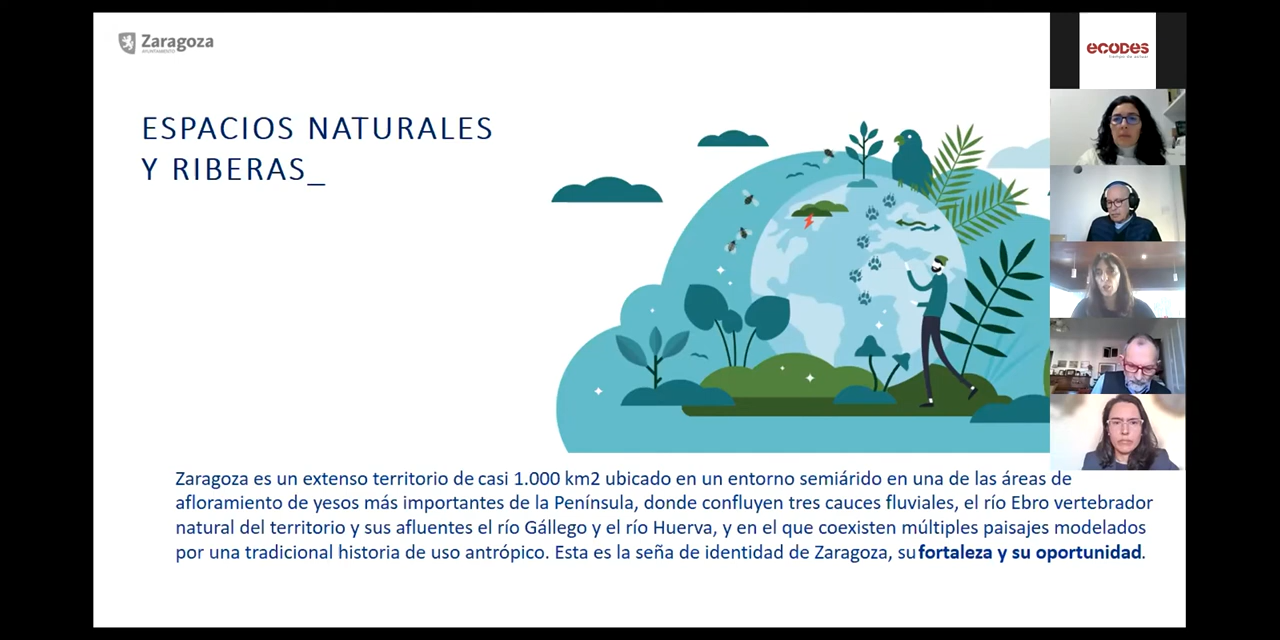 Zaragoza
AYUNTAMIENTO
ecodes
tiempo de actuar
ESPACIOS NATURALES
Y RIBERAS_
Zaragoza es un extenso territorio de casi 1.000 km2 ubicado en un entorno semiárido en una de las áreas de
afloramiento de yesos más importantes de la Península, donde confluyen tres cauces fluviales, el río Ebro vertebrador
natural del territorio y sus afluentes el río Gállego y el río Huerva, y en el que coexisten múltiples paisajes modelados
por una tradicional historia de uso antrópico. Esta es la seña de identidad de Zaragoza, su fortaleza y su oportunidad.